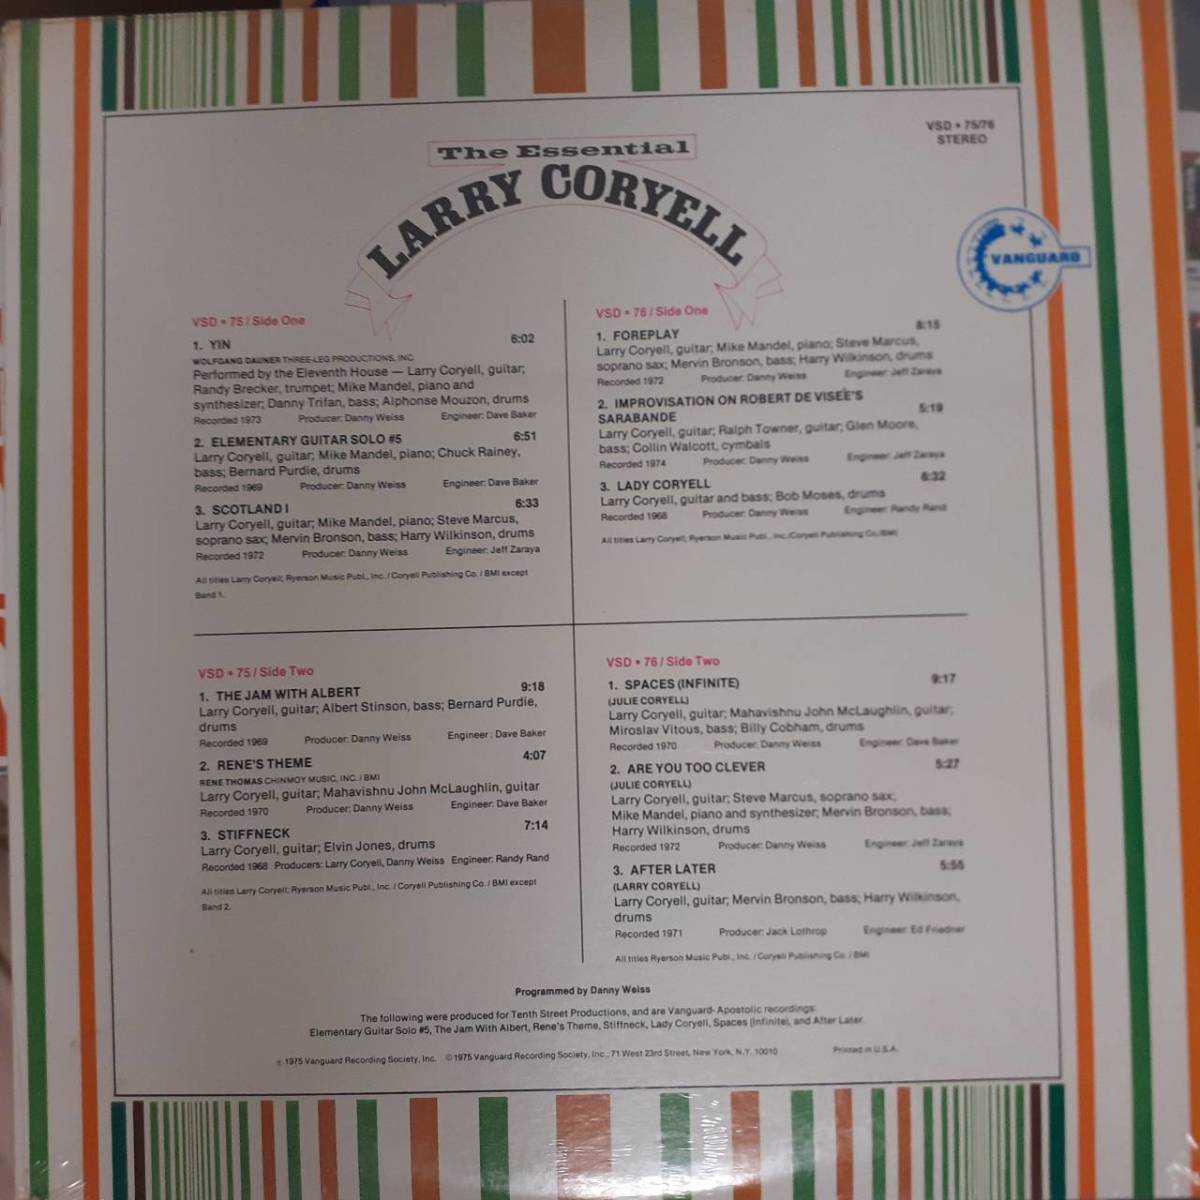 VSD • 75/76
STEREO
The Essential
LARRY CORYELL
VANGUARD
VSD • 75 / Side One
1. YIN 6:02
WOLFGANG DAUNER THREE-LEG PRODUCTIONS, INC.
Performed by the Eleventh House — Larry Coryell, guitar;
Randy Brecker, trumpet; Mike Mandel, piano and
synthesizer; Danny Trifan, bass; Alphonse Mouzon, drums
Recorded 1973 Producer: Danny Weiss Engineer: Dave Baker
2. ELEMENTARY GUITAR SOLO #5 6:51
Larry Coryell, guitar; Mike Mandel, piano; Chuck Rainey,
bass; Bernard Purdie, drums
Recorded 1969 Producer: Danny Weiss Engineer: Dave Baker
3. SCOTLAND I 6:33
Larry Coryell, guitar; Mike Mandel, piano; Steve Marcus,
soprano sax; Mervin Bronson, bass; Harry Wilkinson, drums
Recorded 1972 Producer: Danny Weiss Engineer: Jeff Zaraya
All titles Larry Coryell; Ryerson Music Publ., Inc. / Coryell Publishing Co. / BMI except
Band 1.
VSD • 76 / Side One
1. FOREPLAY 8:15
Larry Coryell, guitar; Mike Mandel, piano; Steve Marcus,
soprano sax; Mervin Bronson, bass; Harry Wilkinson, drums
Recorded 1972 Producer: Danny Weiss Engineer: Jeff Zaraya
2. IMPROVISATION ON ROBERT DE VISEÉ'S
SARABANDE 5:19
Larry Coryell, guitar; Ralph Towner, guitar; Glen Moore,
bass; Collin Walcott, cymbals
Recorded 1974 Producer: Danny Weiss Engineer: Jeff Zaraya
3. LADY CORYELL 6:32
Larry Coryell, guitar and bass; Bob Moses, drums
Recorded 1968 Producer: Danny Weiss Engineer: Randy Rand
All titles Larry Coryell; Ryerson Music Publ., Inc./Coryell Publishing Co./BMI
VSD • 75 / Side Two
1. THE JAM WITH ALBERT 9:18
Larry Coryell, guitar; Albert Stinson, bass; Bernard Purdie,
drums
Recorded 1969 Producer: Danny Weiss Engineer : Dave Baker
2. RENE'S THEME 4:07
RENE THOMAS CHINMOY MUSIC, INC. / BMI
Larry Coryell, guitar; Mahavishnu John McLaughlin, guitar
Recorded 1970 Producer: Danny Weiss Engineer: Dave Baker
3. STIFFNECK 7:14
Larry Coryell, guitar; Elvin Jones, drums
Recorded 1968 Producers: Larry Coryell, Danny Weiss Engineer: Randy Rand
All titles Larry Coryell; Ryerson Music Publ., Inc. / Coryell Publishing Co. / BMI except
Band 2.
VSD • 76 / Side Two
1. SPACES (INFINITE) 9:17
(JULIE CORYELL)
Larry Coryell, guitar; Mahavishnu John McLaughlin, guitar;
Miroslav Vitous, bass; Billy Cobham, drums
Recorded 1970 Producer: Danny Weiss Engineer: Dave Baker
2. ARE YOU TOO CLEVER 5:27
(JULIE CORYELL)
Larry Coryell, guitar; Steve Marcus, soprano sax;
Mike Mandel, piano and synthesizer; Mervin Bronson, bass;
Harry Wilkinson, drums
Recorded 1972 Producer: Danny Weiss Engineer: Jeff Zaraya
3. AFTER LATER 5:55
(LARRY CORYELL)
Larry Coryell, guitar; Mervin Bronson, bass; Harry Wilkinson,
drums
Recorded 1971 Producer: Jack Lothrop Engineer: Ed Friedner
All titles Ryerson Music Publ., Inc. / Coryell Publishing Co. / BMI
Programmed by Danny Weiss
The following were produced for Tenth Street Productions, and are Vanguard-Apostolic recordings:
Elementary Guitar Solo #5, The Jam With Albert, Rene's Theme, Stiffneck, Lady Coryell, Spaces (Infinite), and After Later.
℗ 1975 Vanguard Recording Society, Inc. © 1975 Vanguard Recording Society, Inc., 71 West 23rd Street, New York, N.Y. 10010 Printed in U.S.A.